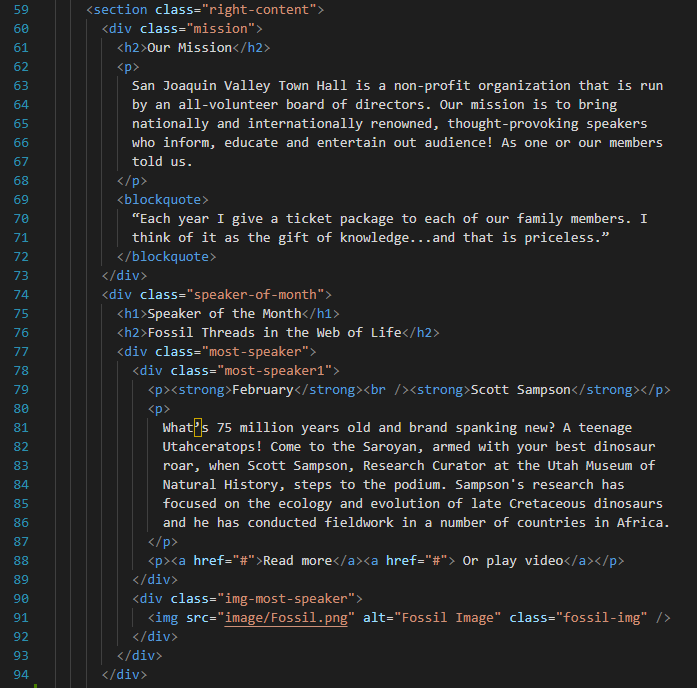 59 <section class="right-content">
60 <div class="mission">
61 <h2>Our Mission</h2>
62 <p>
63 San Joaquin Valley Town Hall is a non-profit organization that is run
64 by an all-volunteer board of directors. Our mission is to bring
65 nationally and internationally renowned, thought-provoking speakers
66 who inform, educate and entertain out audience! As one or our members
67 told us.
68 </p>
69 <blockquote>
70 “Each year I give a ticket package to each of our family members. I
71 think of it as the gift of knowledge...and that is priceless.”
72 </blockquote>
73 </div>
74 <div class="speaker-of-month">
75 <h1>Speaker of the Month</h1>
76 <h2>Fossil Threads in the Web of Life</h2>
77 <div class="most-speaker">
78 <div class="most-speaker1">
79 <p><strong>February</strong><br /><strong>Scott Sampson</strong></p>
80 <p>
81 What’s 75 million years old and brand spanking new? A teenage
82 Utahceratops! Come to the Saroyan, armed with your best dinosaur
83 roar, when Scott Sampson, Research Curator at the Utah Museum of
84 Natural History, steps to the podium. Sampson's research has
85 focused on the ecology and evolution of late Cretaceous dinosaurs
86 and he has conducted fieldwork in a number of countries in Africa.
87 </p>
88 <p><a href="#">Read more</a><a href="#"> Or play video</a></p>
89 </div>
90 <div class="img-most-speaker">
91 <img src="image/Fossil.png" alt="Fossil Image" class="fossil-img" />
92 </div>
93 </div>
94 </div>